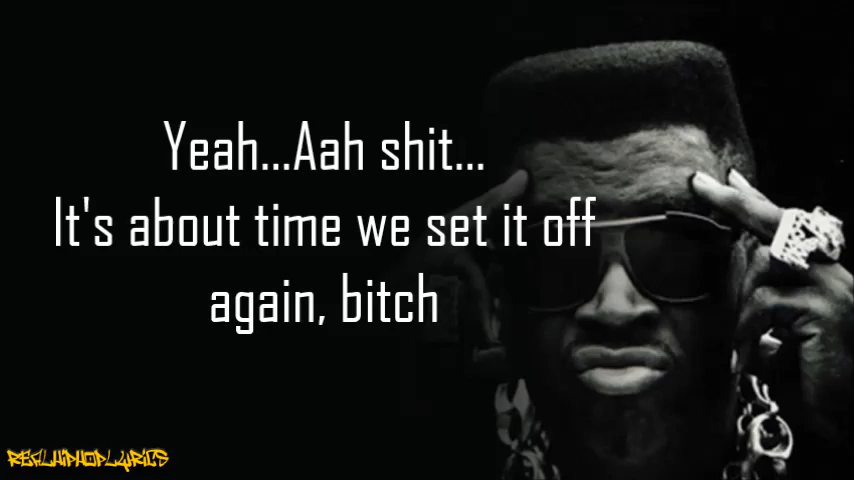 Yeah...Aah shit...
It's about time we set it off
again, bitch
REALHIPHOPLYRICS